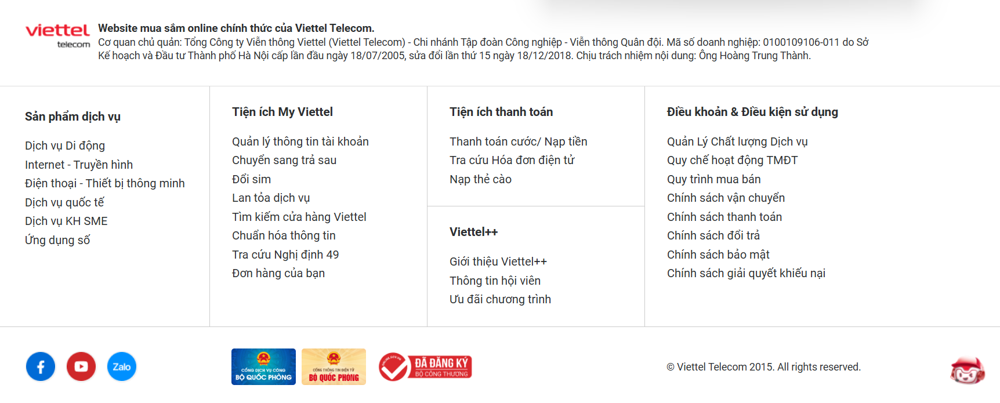 viettel
telecom
Website mua sắm online chính thức của Viettel Telecom.
Cơ quan chủ quản: Tổng Công ty Viễn thông Viettel (Viettel Telecom) - Chi nhánh Tập đoàn Công nghiệp - Viễn thông Quân đội. Mã số doanh nghiệp: 0100109106-011 do Sở
Kế hoạch và Đầu tư Thành phố Hà Nội cấp lần đầu ngày 18/07/2005, sửa đổi lần thứ 15 ngày 18/12/2018. Chịu trách nhiệm nội dung: Ông Hoàng Trung Thành.
Sản phẩm dịch vụ
Dịch vụ Di động
Internet - Truyền hình
Điện thoại - Thiết bị thông minh
Dịch vụ quốc tế
Dịch vụ KH SME
Ứng dụng số
Tiện ích My Viettel
Quản lý thông tin tài khoản
Chuyển sang trả sau
Đổi sim
Lan tỏa dịch vụ
Tìm kiếm cửa hàng Viettel
Chuẩn hóa thông tin
Tra cứu Nghị định 49
Đơn hàng của bạn
Tiện ích thanh toán
Thanh toán cước/ Nạp tiền
Tra cứu Hóa đơn điện tử
Nạp thẻ cào
Viettel++
Giới thiệu Viettel++
Thông tin hội viên
Ưu đãi chương trình
Điều khoản & Điều kiện sử dụng
Quản Lý Chất lượng Dịch vụ
Quy chế hoạt động TMĐT
Quy trình mua bán
Chính sách vận chuyển
Chính sách thanh toán
Chính sách đổi trả
Chính sách bảo mật
Chính sách giải quyết khiếu nại
Zalo
CỔNG DỊCH VỤ CÔNG
BỘ QUỐC PHÒNG
CỔNG THÔNG TIN ĐIỆN TỬ
BỘ QUỐC PHÒNG
ONLINE.GOV.VN
ĐÃ ĐĂNG KÝ
BỘ CÔNG THƯƠNG
© Viettel Telecom 2015. All rights reserved.